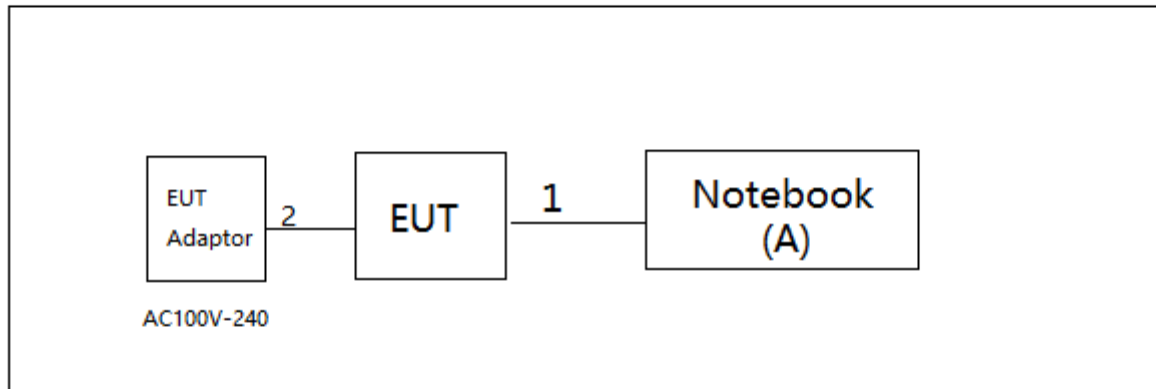 EUT
Adaptor
2
EUT
1
Notebook
(A)
AC100V-240